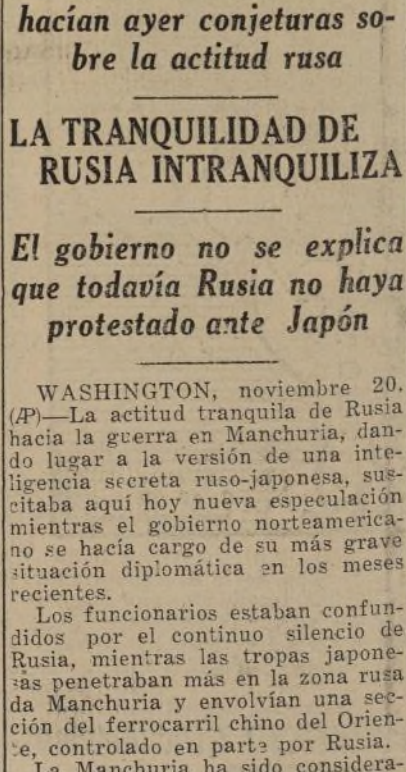 hacían ayer conjeturas so-
bre la actitud rusa
LA TRANQUILIDAD DE
RUSIA INTRANQUILIZA
El gobierno no se explica
que todavía Rusia no haya
protestado ante Japón
WASHINGTON, noviembre 20.
(AP)—La actitud tranquila de Rusia
hacia la guerra en Manchuria, dan-
do lugar a la versión de una inte-
ligencia secreta ruso-japonesa, sus-
citaba aquí hoy nueva especulación
mientras el gobierno norteamerica-
no se hacía cargo de su más grave
situación diplomática en los meses
recientes.
Los funcionarios estaban confun-
didos por el continuo silencio de
Rusia, mientras las tropas japone-
sas penetraban más en la zona rusa
da Manchuria y envolvían una sec-
ción del ferrocarril chino del Orien-
te, controlado en parte por Rusia.
La Manchuria ha sido considera-